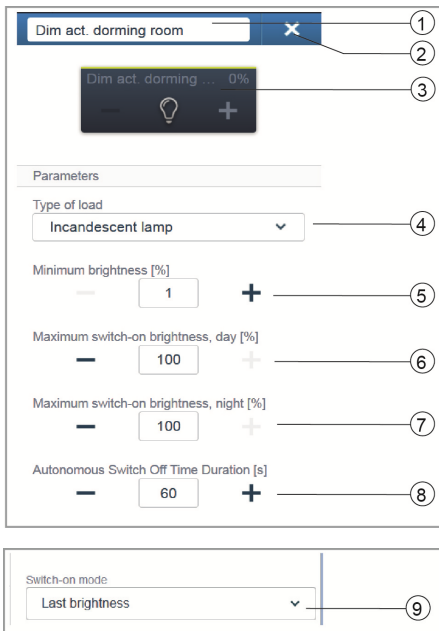 Dim act. dorming room
1
2
Dim act. dorming ... 0%
3
Parameters
Type of load
Incandescent lamp
4
Minimum brightness [%]
1
5
Maximum switch-on brightness, day [%]
100
6
Maximum switch-on brightness, night [%]
100
7
Autonomous Switch Off Time Duration [s]
60
8
Switch-on mode
Last brightness
9